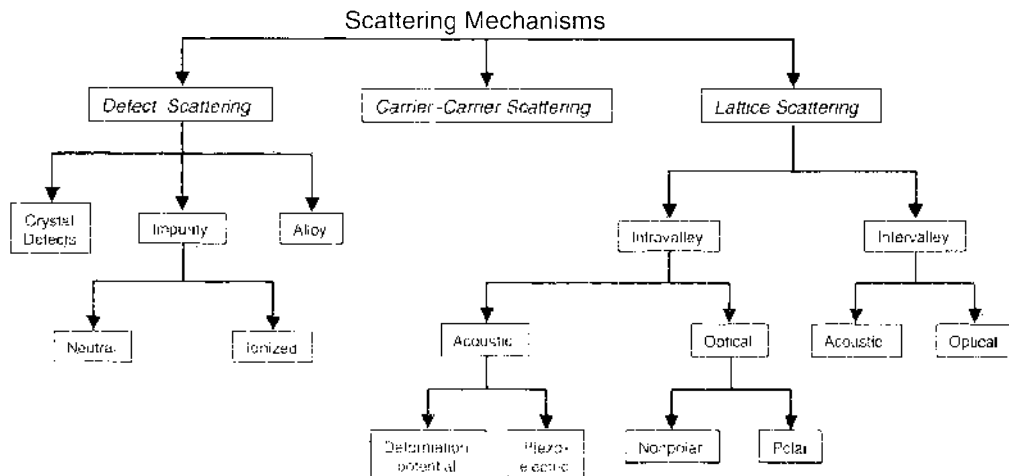 Scattering Mechanisms
Defect Scattering
Carrier-Carrier Scattering
Lattice Scattering
Crystal
Defects
Impurity
Alloy
Intravalley
Intervalley
Neutral
Ionized
Acoustic
Optical
Acoustic
Optical
Deformation
potential
Piezo-
electric
Nonpolar
Polar